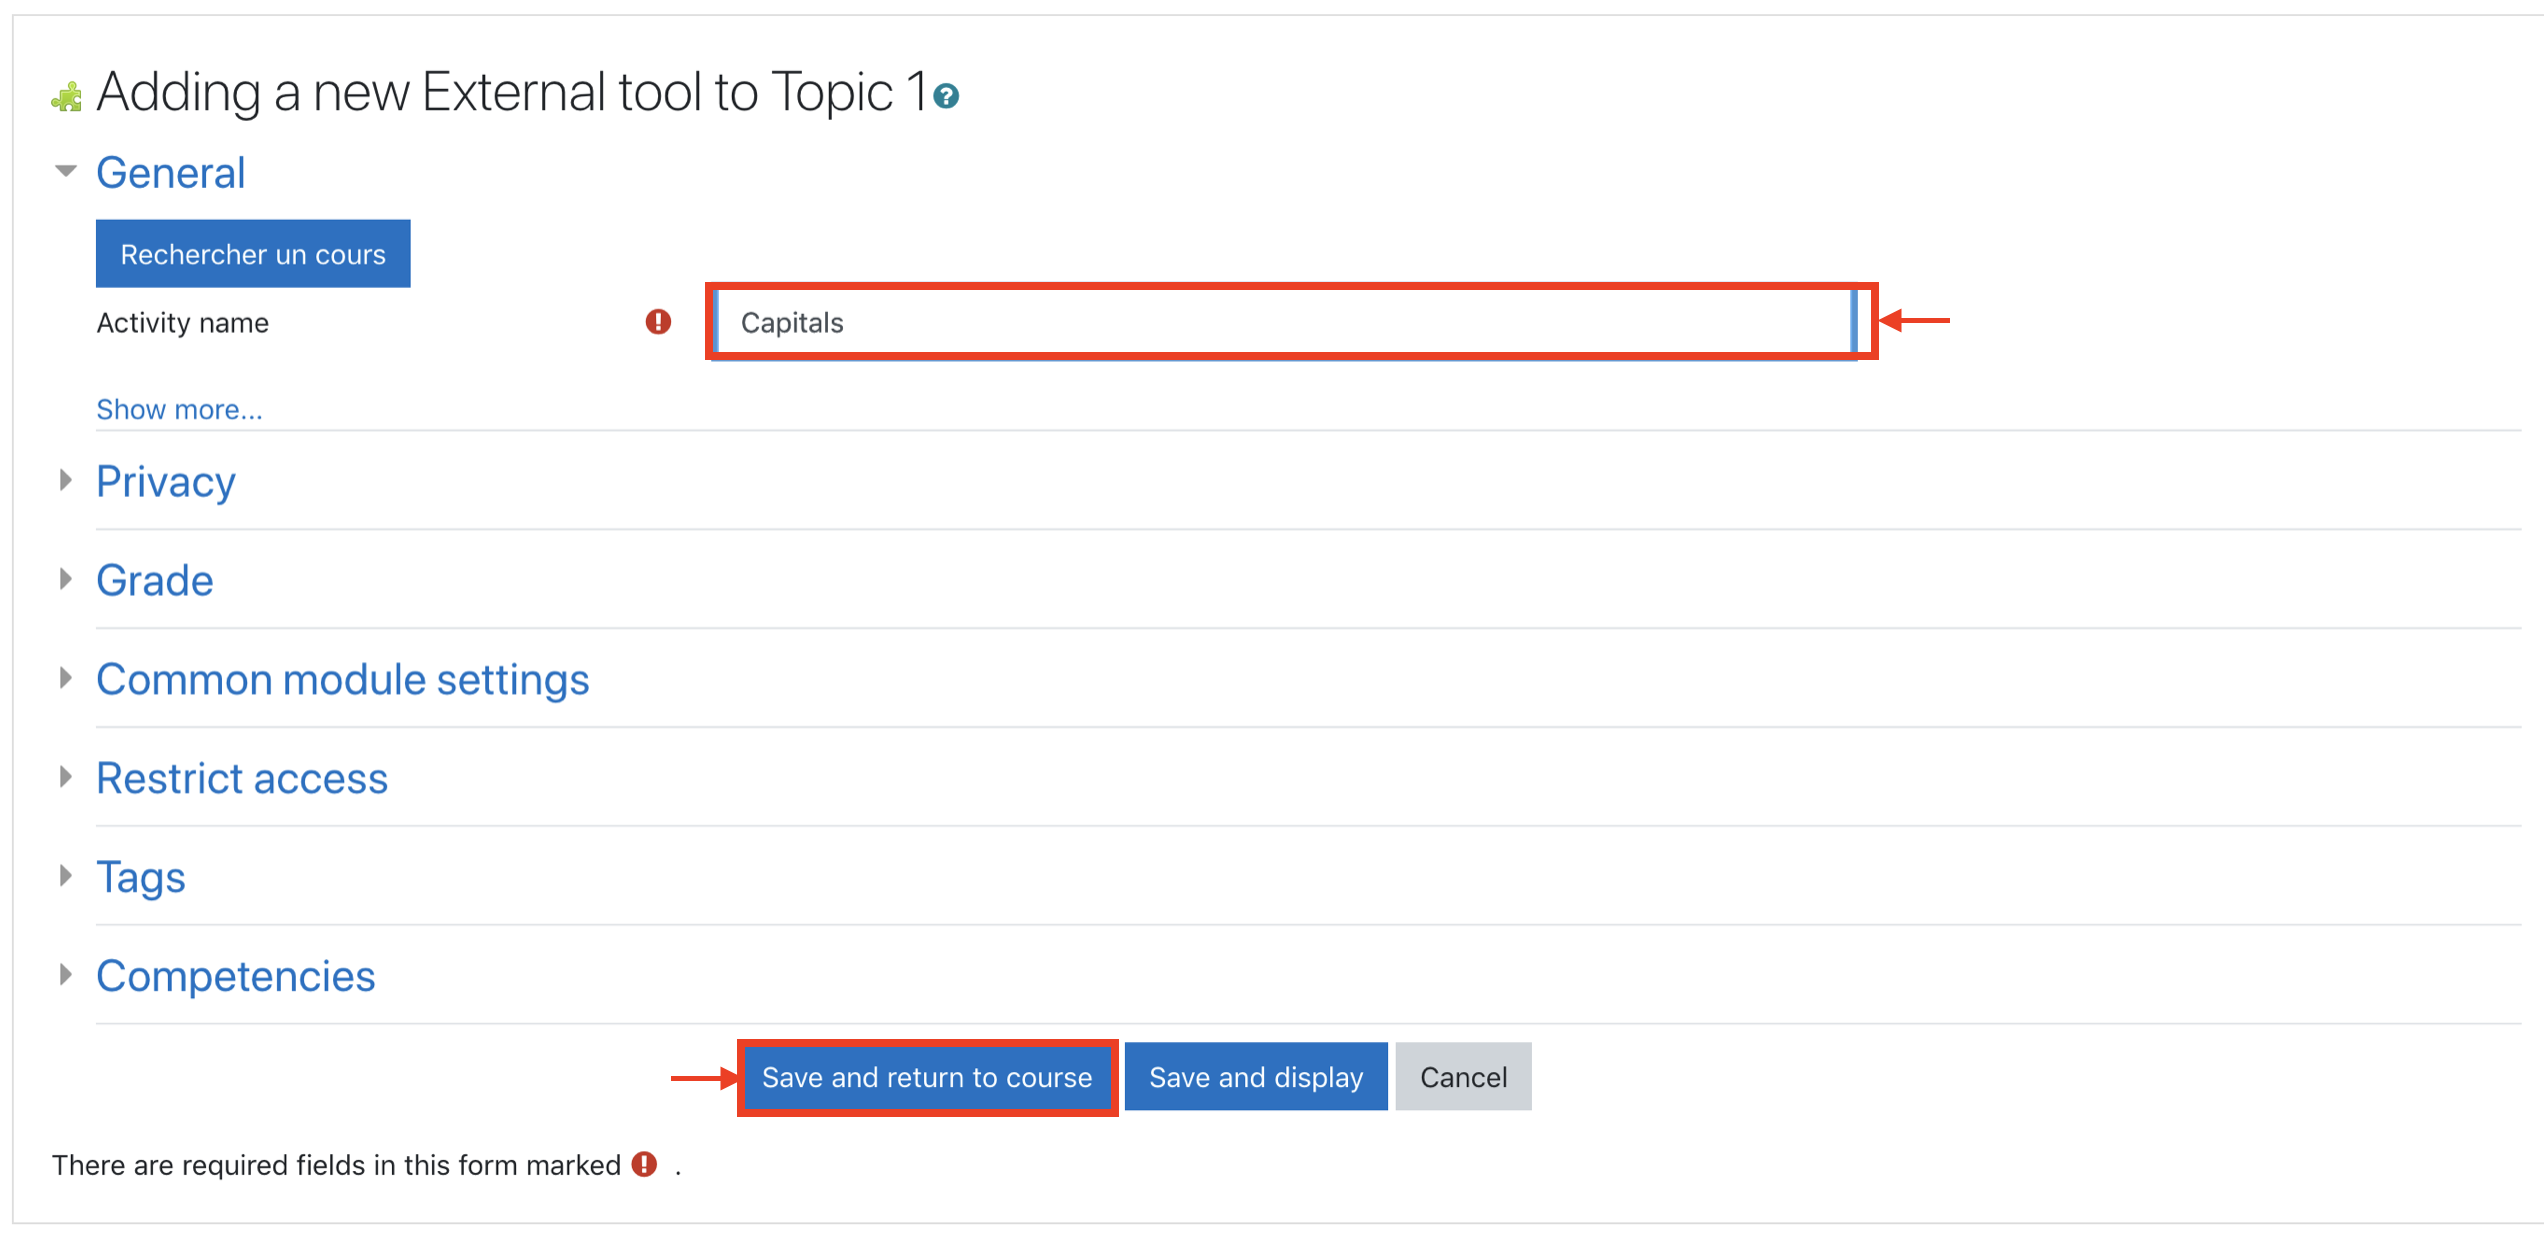 Adding a new External tool to Topic 1
General
Rechercher un cours
Activity name Capitals
Show more...
Privacy
Grade
Common module settings
Restrict access
Tags
Competencies
Save and return to course Save and display Cancel
There are required fields in this form marked .